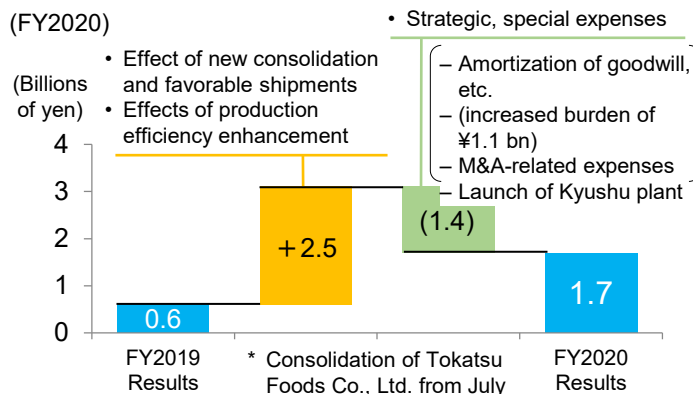 (FY2020)
• Strategic, special expenses
• Effect of new consolidation
and favorable shipments
• Effects of production
efficiency enhancement
– Amortization of goodwill,
etc.
– (increased burden of
¥1.1 bn)
– M&A-related expenses
– Launch of Kyushu plant
(Billions
of yen)
4
3
2
1
0
0.6
+2.5
(1.4)
1.7
FY2019
Results
* Consolidation of Tokatsu
Foods Co., Ltd. from July
FY2020
Results